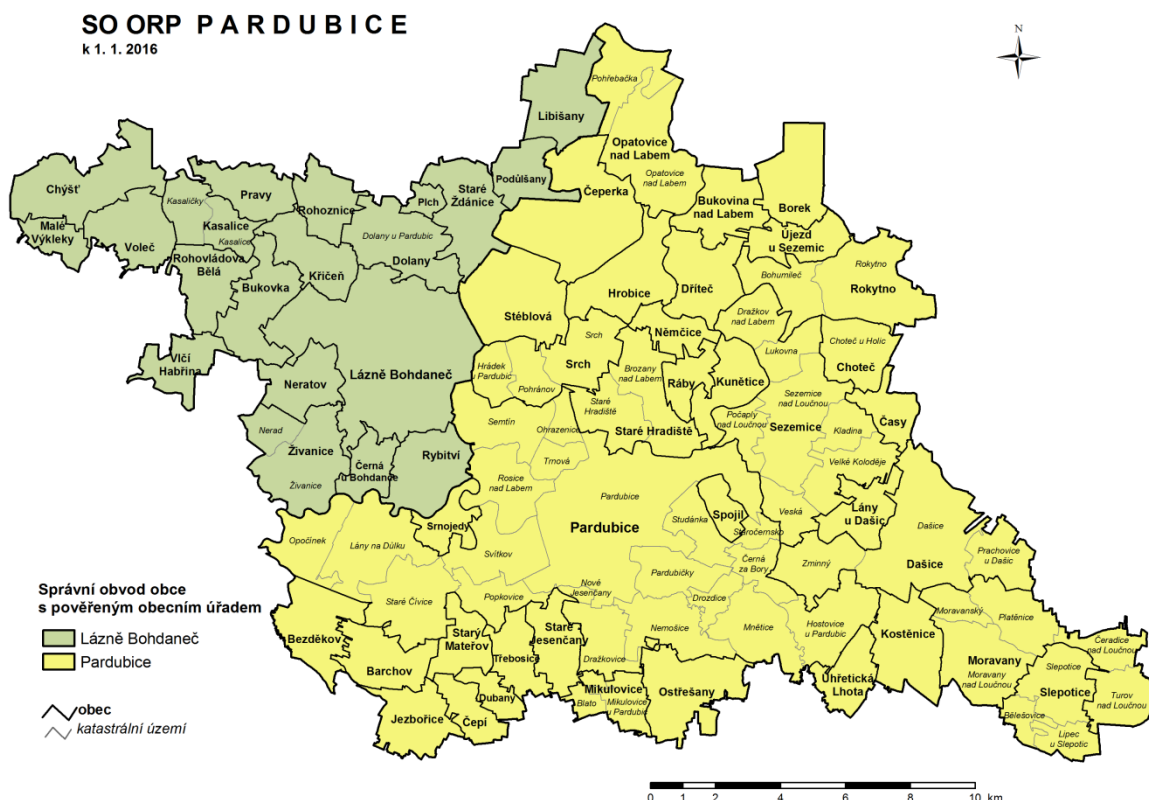 SO ORP PARDUBICE
k 1. 1. 2016
N
Pohřebačka
Libišany
Opatovice
nad Labem
Opatovice
nad Labem
Podůlšany
Čeperka
Staré
Ždánice
Plch
Bukovina
nad Labem
Borek
Újezd
u Sezemic
Chýšť
Kasaličky
Pravy
Rohoznice
Malé
Výkleky
Voleč
Kasalice
Kasalice
Dolany u Pardubic
Dolany
Rohovládova
Bělá
Bukovka
Křičeň
Bohumileč
Rokytno
Rokytno
Hrobice
Dříteč
Stéblová
Dražkov
nad Labem
Němčice
Srch
Srch
Lukovna
Choteč u Holic
Choteč
Vlčí
Habřina
Neratov
Lázně Bohdaneč
Hrádek
u Pardubic
Pohránov
Brozany
nad Labem
Ráby
Kunětice
Sezemice
nad Loučnou
Staré
Hradiště
Staré Hradiště
Počaply
nad Loučnou
Sezemice
Časy
Kladina
Semtín
Ohrazenice
Nerad
Živanice
Živanice
Černá
u Bohdanče
Rybitví
Trnová
Rosice
nad Labem
Velké Koloděje
Pardubice
Pardubice
Studánka
Spojil
Staročernsko
Veská
Lány
u Dašic
Dašice
Dašice
Prachovice
u Dašic
Srnojedy
Opočínek
Lány na Důlku
Svítkov
Černá
za Bory
Zminný
Pardubičky
Nové
Jesenčany
Popkovice
Staré Čívice
Drozdice
Moravanský
Platěnice
Správní obvod obce
s pověřeným obecním úřadem
Lázně Bohdaneč
Pardubice
obec
katastrální území
Bezděkov
Barchov
Starý
Mateřov
Třebosice
Staré
Jesenčany
Nemošice
Mnětice
Hostovice
u Pardubic
Kostěnice
Čeradice
nad Loučnou
Dražkovice
Moravany
Moravany
nad Loučnou
Slepotice
Slepotice
Úhřetická
Lhota
Turov
nad Loučnou
Dubany
Mikulovice
Blato
Mikulovice
u Pardubic
Ostřešany
Jezbořice
Čepí
Bělešovice
Lipec
u Slepotic
0 1 2 4 6 8 10 km